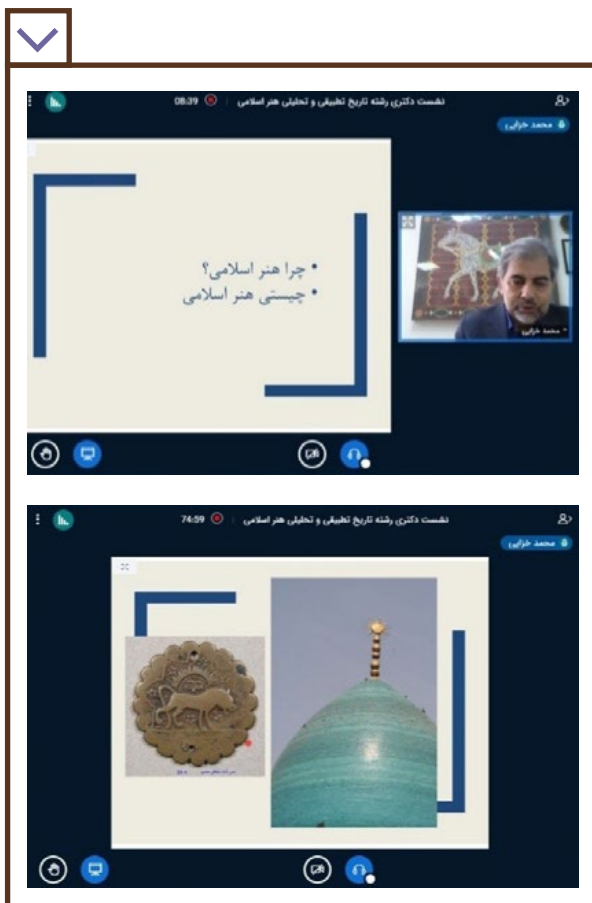 نشست دکتری رشته تاریخ تطبیقی و تحلیلی هنر اسلامی 08:39
محمد خزایی
• چرا هنر اسلامی؟
• چیستی هنر اسلامی
محمد خزایی
نشست دکتری رشته تاریخ تطبیقی و تحلیلی هنر اسلامی 74:59
محمد خزایی